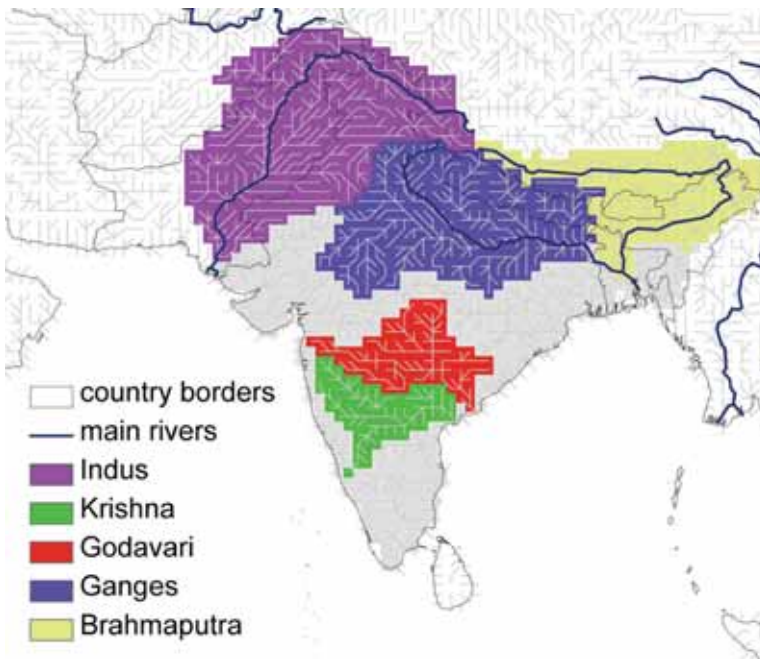 country borders
main rivers
Indus
Krishna
Godavari
Ganges
Brahmaputra